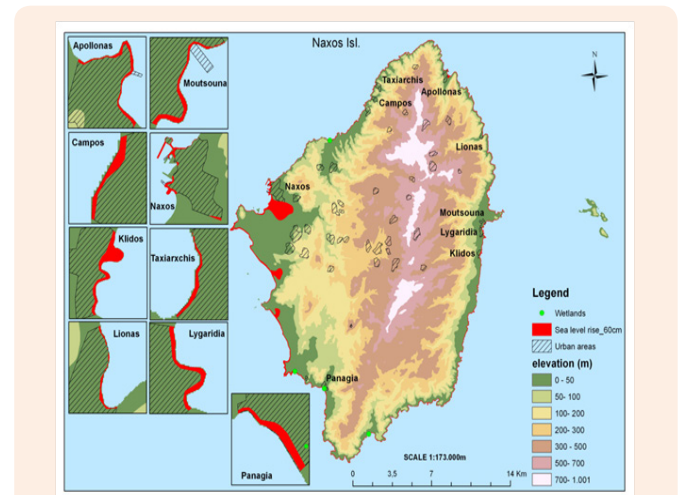 Naxos Isl.
N
Apollonas
Moutsouna
Campos
Naxos
Klidos
Taxiarxchis
Lionas
Lygaridia
Panagia
Taxiarchis
Apollonas
Campos
Lionas
Naxos
Moutsouna
Lygaridia
Klidos
Panagia
Legend
Wetlands
Sea level rise_60cm
Urban areas
elevation (m)
0 - 50
50- 100
100- 200
200- 300
300 - 500
500- 700
700- 1.001
SCALE 1:173.000m
0 3,5 7 14 Km